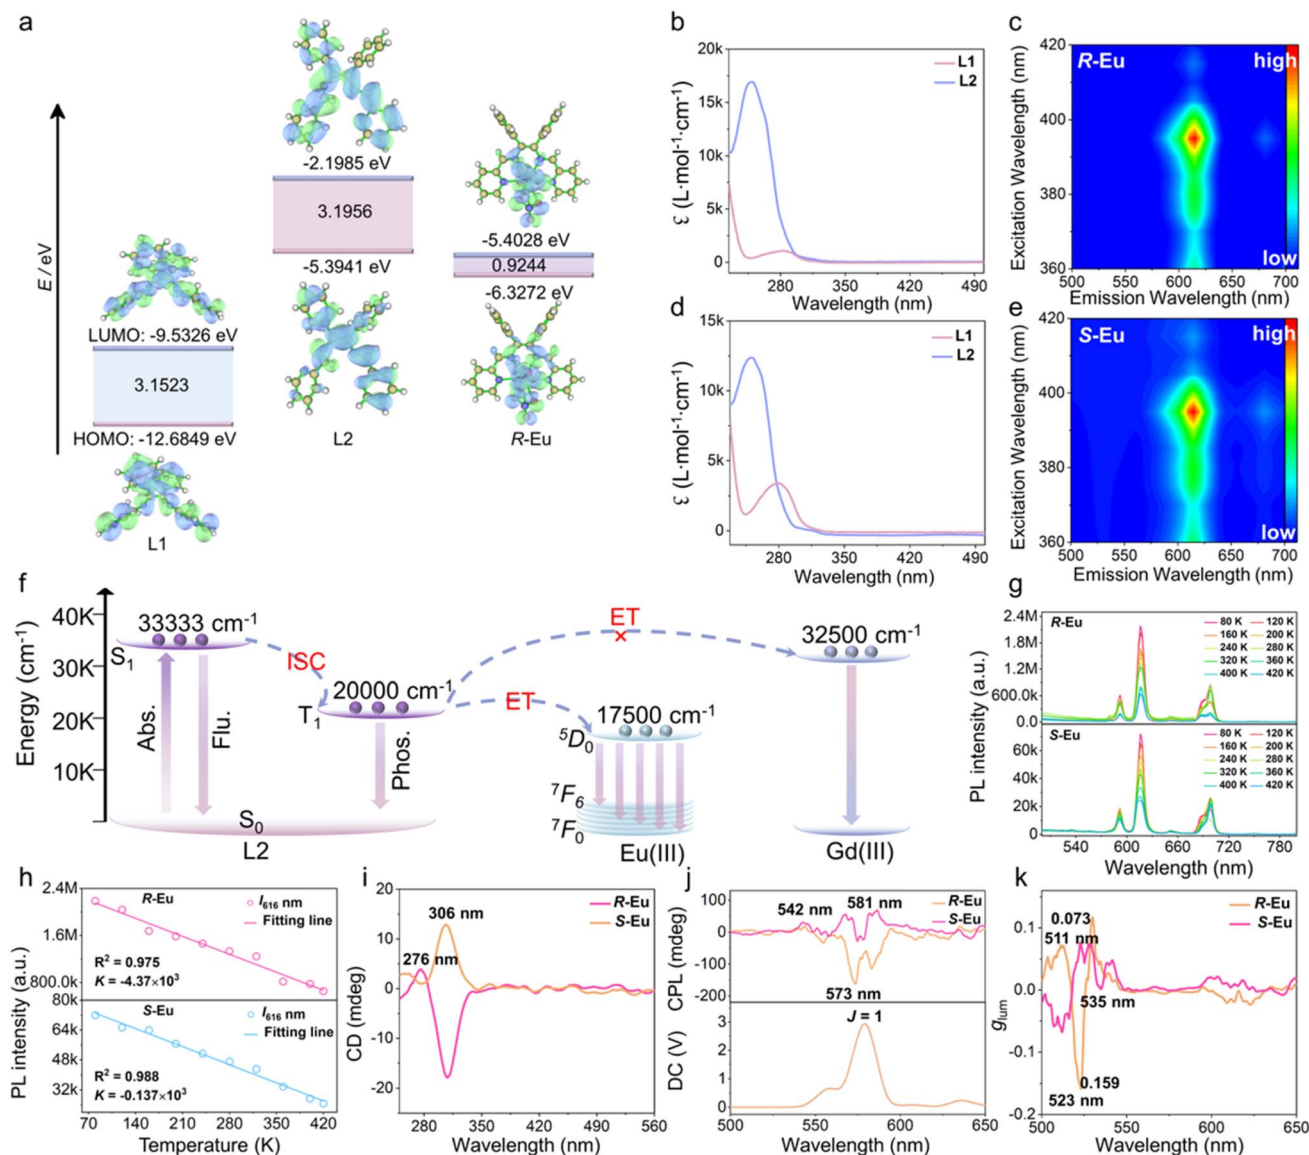 a
E / eV
-2.1985 eV
3.1956
-5.3941 eV
L2
-5.4028 eV
0.9244
-6.3272 eV
R-Eu
LUMO: -9.5326 eV
3.1523
HOMO: -12.6849 eV
L1
b
20k
15k
10k
5k
0
ε (L·mol⁻¹·cm⁻¹)
L1
L2
280 350 420 490
Wavelength (nm)
c
420
400
380
360
Excitation Wavelength (nm)
R-Eu
high
low
500 550 600 650 700
Emission Wavelength (nm)
d
15k
10k
5k
0
ε (L·mol⁻¹·cm⁻¹)
L1
L2
280 350 420 490
Wavelength (nm)
e
420
400
380
360
Excitation Wavelength (nm)
S-Eu
high
low
500 550 600 650 700
Emission Wavelength (nm)
f
Energy (cm⁻¹)
40K
30K
20K
10K
33333 cm⁻¹
S₁
Abs.
Flu.
ISC
20000 cm⁻¹
T₁
Phos.
S₀
L2
ET
×
ET
17500 cm⁻¹
⁵D₀
⁷F₆
⁷F₀
Eu(III)
32500 cm⁻¹
Gd(III)
g
PL intensity (a.u.)
2.4M
1.8M
1.2M
600.0k
0.0
R-Eu
80 K 120 K
160 K 200 K
240 K 280 K
320 K 360 K
400 K 420 K
60k
40k
20k
0
S-Eu
80 K 120 K
160 K 200 K
240 K 280 K
320 K 360 K
400 K 420 K
540 600 660 720 780
Wavelength (nm)
h
PL intensity (a.u.)
2.4M
1.6M
800.0k
R-Eu
I₆₁₆ nm
Fitting line
R² = 0.975
K = -4.37×10³
80k
64k
48k
32k
S-Eu
I₆₁₆ nm
Fitting line
R² = 0.988
K = -0.137×10³
70 140 210 280 350 420
Temperature (K)
i
CD (mdeg)
20
10
0
-10
-20
R-Eu
S-Eu
306 nm
276 nm
280 350 420 490 560
Wavelength (nm)
j
CPL (mdeg)
100
0
-100
-200
R-Eu
S-Eu
542 nm
581 nm
573 nm
DC (V)
3
2
1
0
J = 1
500 550 600 650
Wavelength (nm)
k
g_lum
0.1
0.0
-0.1
-0.2
R-Eu
S-Eu
0.073
511 nm
535 nm
0.159
523 nm
500 550 600 650
Wavelength (nm)